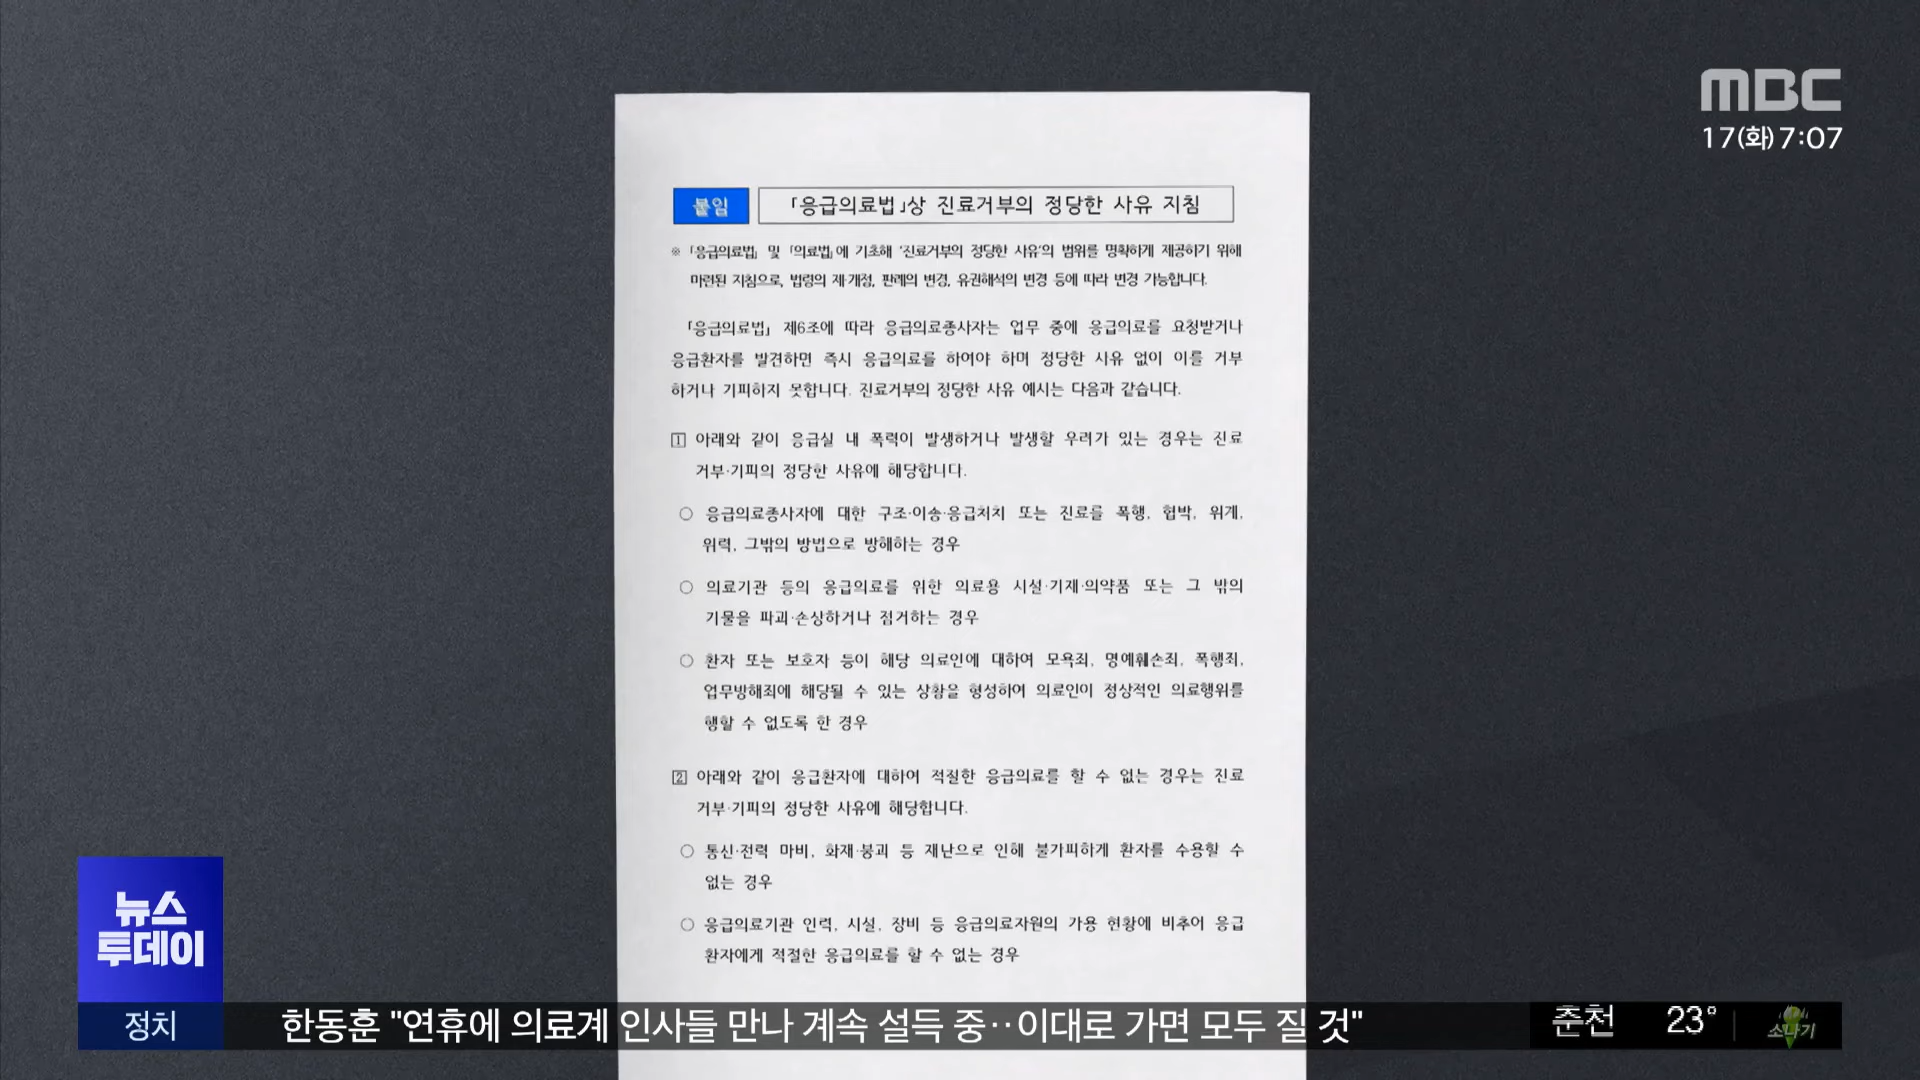 MBC
17(화) 7:07
붙임
「응급의료법」상 진료거부의 정당한 사유 지침
※ 「응급의료법」 및 「의료법」에 기초해 '진료거부의 정당한 사유'의 범위를 명확하게 제공하기 위해
마련된 지침으로, 법령의 제·개정, 판례의 변경, 유권해석의 변경 등에 따라 변경 가능합니다.
「응급의료법」 제6조에 따라 응급의료종사자는 업무 중에 응급의료를 요청받거나
응급환자를 발견하면 즉시 응급의료를 하여야 하며 정당한 사유 없이 이를 거부
하거나 기피하지 못합니다. 진료거부의 정당한 사유 예시는 다음과 같습니다.
1 아래와 같이 응급실 내 폭력이 발생하거나 발생할 우려가 있는 경우는 진료
거부·기피의 정당한 사유에 해당합니다.
○ 응급의료종사자에 대한 구조·이송·응급처치 또는 진료를 폭행, 협박, 위계,
위력, 그밖의 방법으로 방해하는 경우
○ 의료기관 등의 응급의료를 위한 의료용 시설·기재·의약품 또는 그 밖의
기물을 파괴·손상하거나 점거하는 경우
○ 환자 또는 보호자 등이 해당 의료인에 대하여 모욕죄, 명예훼손죄, 폭행죄,
업무방해죄에 해당될 수 있는 상황을 형성하여 의료인이 정상적인 의료행위를
행할 수 없도록 한 경우
2 아래와 같이 응급환자에 대하여 적절한 응급의료를 할 수 없는 경우는 진료
거부·기피의 정당한 사유에 해당합니다.
○ 통신·전력 마비, 화재·붕괴 등 재난으로 인해 불가피하게 환자를 수용할 수
없는 경우
○ 응급의료기관 인력, 시설, 장비 등 응급의료자원의 가용 현황에 비추어 응급
환자에게 적절한 응급의료를 할 수 없는 경우
뉴스
투데이
정치 한동훈 "연휴에 의료계 인사들 만나 계속 설득 중‥이대로 가면 모두 질 것" 춘천 23° 소나기